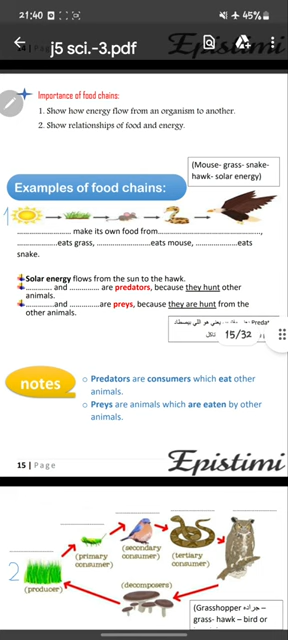 21:40
45%
j5 sci.-3.pdf
Epistimi
Importance of food chains:
1. Show how energy flow from an organism to another.
2. Show relationships of food and energy.
(Mouse- grass- snake-
hawk- solar energy)
Examples of food chains:
1
........................ make its own food from................................,
..................eats grass, ........................eats mouse, ...................eats
snake.
Solar energy flows from the sun to the hawk.
............ and .............. are predators, because they hunt other
animals.
.............and ..............are preys, because they are hunt from the
other animals.
يعني هو اللي بيصطاد
15/32
notes
Predators are consumers which eat other
animals.
Preys are animals which are eaten by other
animals.
15 | Page
Epistimi
2
(producer)
(primary
consumer)
(secondary
consumer)
(tertiary
consumer)
(decomposers)
(Grasshopper جراده –
grass- hawk – bird or